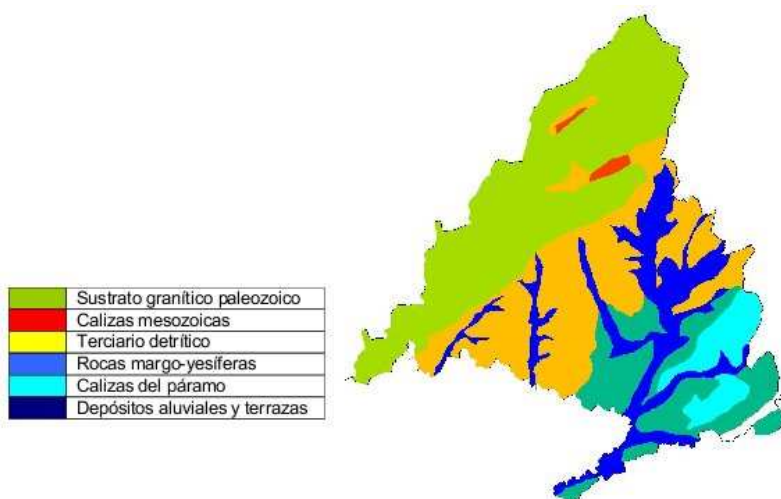 Sustrato granítico paleozoico
Calizas mesozoicas
Terciario detrítico
Rocas margo-yesíferas
Calizas del páramo
Depósitos aluviales y terrazas